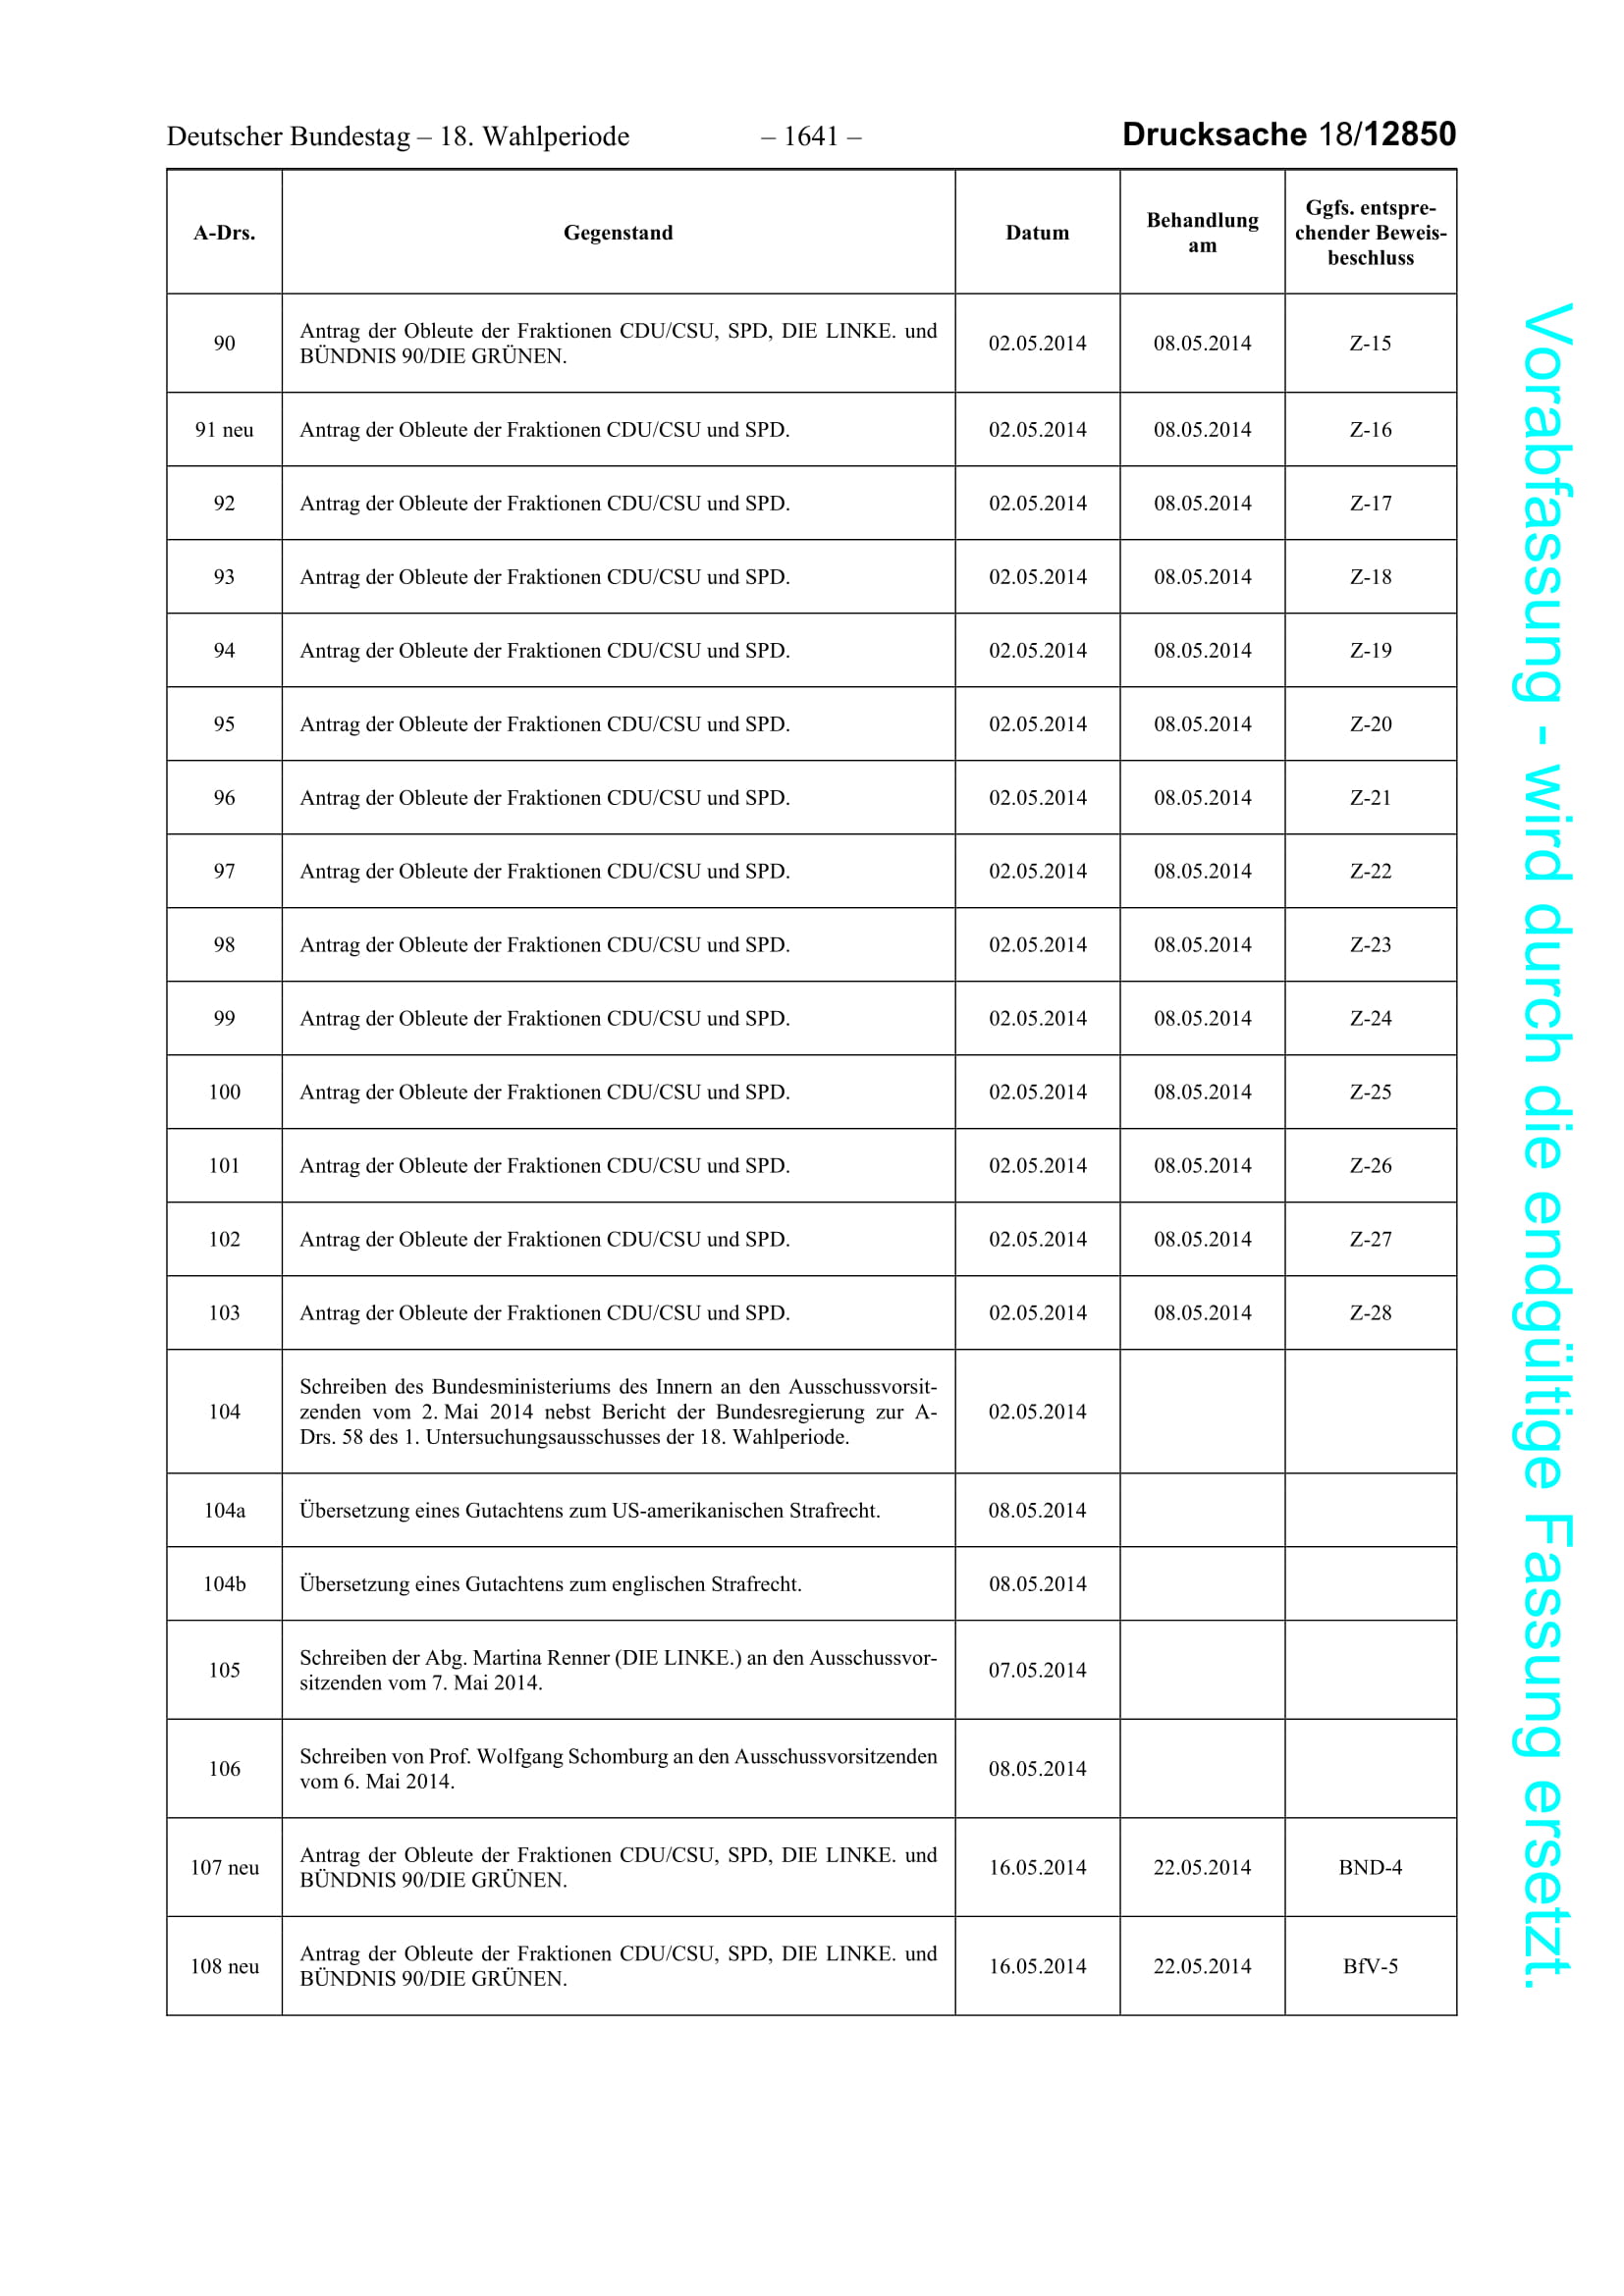 Deutscher Bundestag – 18. Wahlperiode – 1641 – Drucksache 18/12850
A-Drs. Gegenstand Datum Behandlung am Ggfs. entspre-
chender Beweis-
beschluss
90 Antrag der Obleute der Fraktionen CDU/CSU, SPD, DIE LINKE. und
BÜNDNIS 90/DIE GRÜNEN. 02.05.2014 08.05.2014 Z-15
91 neu Antrag der Obleute der Fraktionen CDU/CSU und SPD. 02.05.2014 08.05.2014 Z-16
92 Antrag der Obleute der Fraktionen CDU/CSU und SPD. 02.05.2014 08.05.2014 Z-17
93 Antrag der Obleute der Fraktionen CDU/CSU und SPD. 02.05.2014 08.05.2014 Z-18
94 Antrag der Obleute der Fraktionen CDU/CSU und SPD. 02.05.2014 08.05.2014 Z-19
95 Antrag der Obleute der Fraktionen CDU/CSU und SPD. 02.05.2014 08.05.2014 Z-20
96 Antrag der Obleute der Fraktionen CDU/CSU und SPD. 02.05.2014 08.05.2014 Z-21
97 Antrag der Obleute der Fraktionen CDU/CSU und SPD. 02.05.2014 08.05.2014 Z-22
98 Antrag der Obleute der Fraktionen CDU/CSU und SPD. 02.05.2014 08.05.2014 Z-23
99 Antrag der Obleute der Fraktionen CDU/CSU und SPD. 02.05.2014 08.05.2014 Z-24
100 Antrag der Obleute der Fraktionen CDU/CSU und SPD. 02.05.2014 08.05.2014 Z-25
101 Antrag der Obleute der Fraktionen CDU/CSU und SPD. 02.05.2014 08.05.2014 Z-26
102 Antrag der Obleute der Fraktionen CDU/CSU und SPD. 02.05.2014 08.05.2014 Z-27
103 Antrag der Obleute der Fraktionen CDU/CSU und SPD. 02.05.2014 08.05.2014 Z-28
104 Schreiben des Bundesministeriums des Innern an den Ausschussvorsit-
zenden vom 2. Mai 2014 nebst Bericht der Bundesregierung zur A-
Drs. 58 des 1. Untersuchungsausschusses der 18. Wahlperiode. 02.05.2014
104a Übersetzung eines Gutachtens zum US-amerikanischen Strafrecht. 08.05.2014
104b Übersetzung eines Gutachtens zum englischen Strafrecht. 08.05.2014
105 Schreiben der Abg. Martina Renner (DIE LINKE.) an den Ausschussvor-
sitzenden vom 7. Mai 2014. 07.05.2014
106 Schreiben von Prof. Wolfgang Schomburg an den Ausschussvorsitzenden
vom 6. Mai 2014. 08.05.2014
107 neu Antrag der Obleute der Fraktionen CDU/CSU, SPD, DIE LINKE. und
BÜNDNIS 90/DIE GRÜNEN. 16.05.2014 22.05.2014 BND-4
108 neu Antrag der Obleute der Fraktionen CDU/CSU, SPD, DIE LINKE. und
BÜNDNIS 90/DIE GRÜNEN. 16.05.2014 22.05.2014 BfV-5
Vorabfassung - wird durch die endgültige Fassung ersetzt.